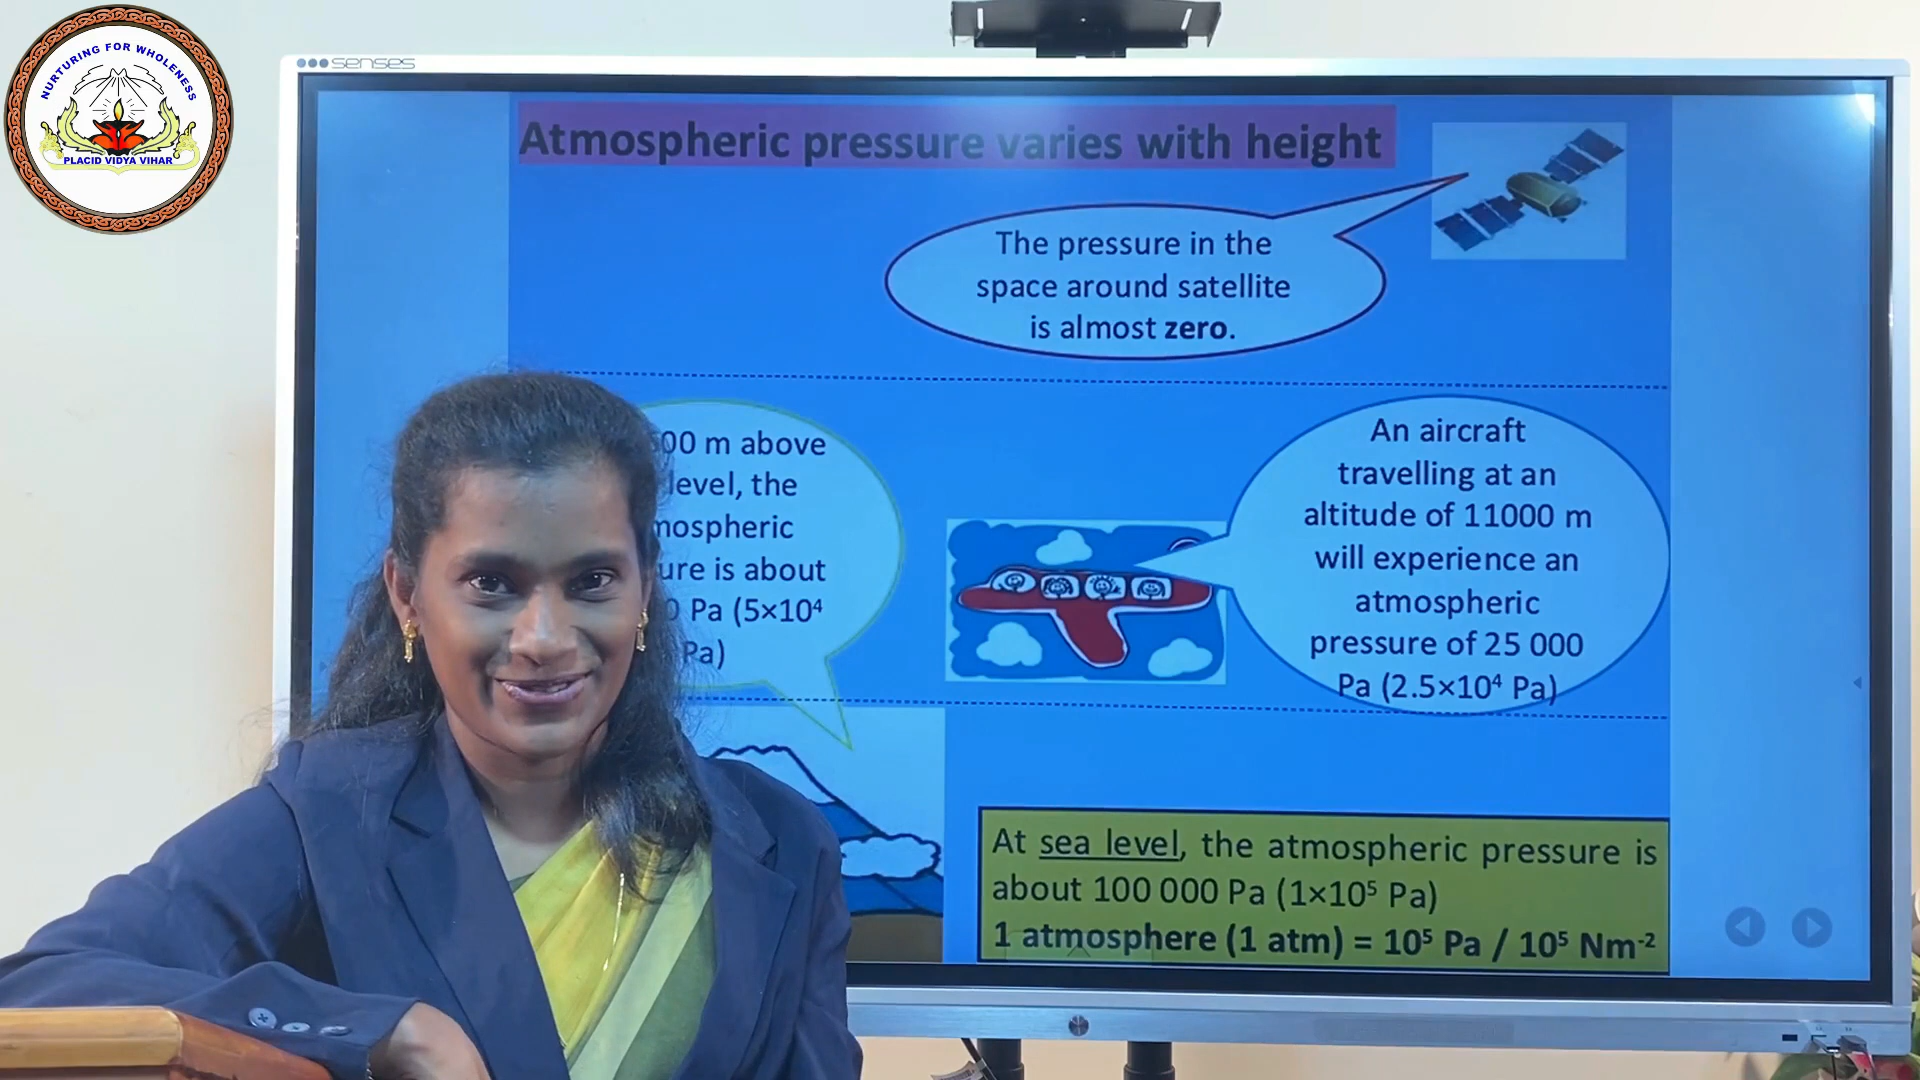 NURTURING FOR WHOLENESS
PLACID VIDYA VIHAR
senses
Atmospheric pressure varies with height
The pressure in the
space around satellite
is almost zero.
00 m above
level, the
mospheric
ure is about
0 Pa (5×10⁴
Pa)
An aircraft
travelling at an
altitude of 11000 m
will experience an
atmospheric
pressure of 25 000
Pa (2.5×10⁴ Pa)
At sea level, the atmospheric pressure is
about 100 000 Pa (1×10⁵ Pa)
1 atmosphere (1 atm) = 10⁵ Pa / 10⁵ Nm⁻²